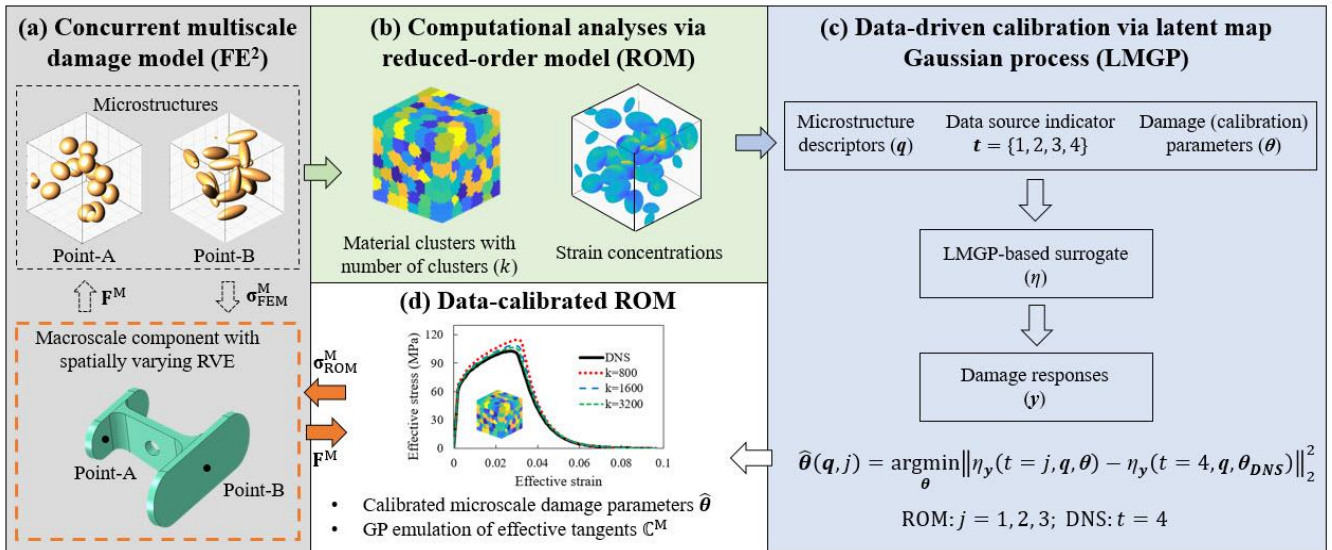 (a) Concurrent multiscale
damage model (FE²)
Microstructures
Point-A
Point-B
F^M
σ^M_FEM
Macroscale component with
spatially varying RVE
Point-A
Point-B
σ^M_ROM
F^M
(b) Computational analyses via
reduced-order model (ROM)
Material clusters with
number of clusters (k)
Strain concentrations
(d) Data-calibrated ROM
Effective stress (MPa)
120
90
60
30
0
DNS
k=800
k=1600
k=3200
0 0.02 0.04 0.06 0.08 0.1
Effective strain
• Calibrated microscale damage parameters θ̂
• GP emulation of effective tangents ℂ^M
(c) Data-driven calibration via latent map
Gaussian process (LMGP)
Microstructure
descriptors (q)
Data source indicator
t = {1, 2, 3, 4}
Damage (calibration)
parameters (θ)
LMGP-based surrogate
(η)
Damage responses
(y)
θ̂(q, j) = argmin_θ ‖η_y(t = j, q, θ) − η_y(t = 4, q, θ_DNS)‖²₂
ROM: j = 1, 2, 3; DNS: t = 4